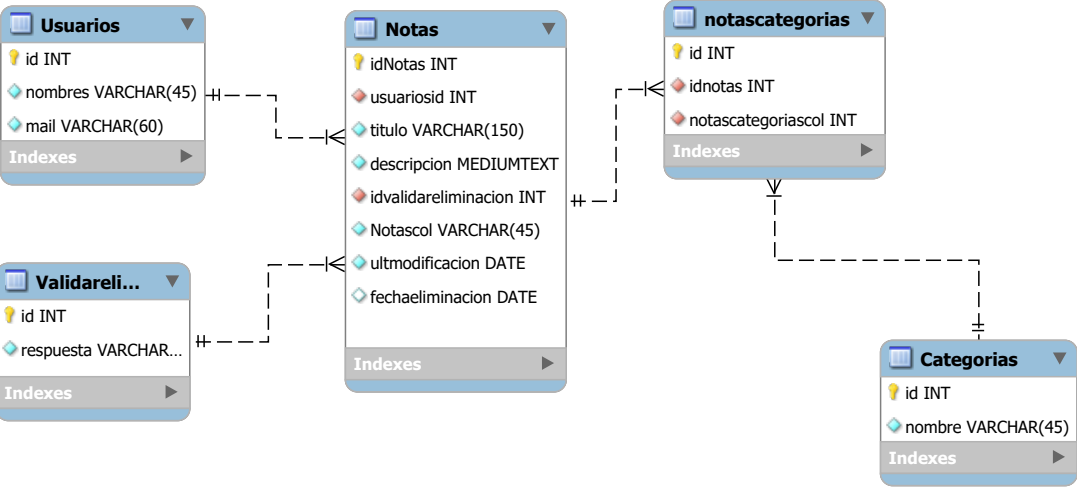 Usuarios
id INT
nombres VARCHAR(45)
mail VARCHAR(60)
Indexes
Notas
idNotas INT
usuariosid INT
titulo VARCHAR(150)
descripcion MEDIUMTEXT
idvalidareliminacion INT
Notascol VARCHAR(45)
ultmodificacion DATE
fechaeliminacion DATE
Indexes
notascategorias
id INT
idnotas INT
notascategoriascol INT
Indexes
Validareli...
id INT
respuesta VARCHAR...
Indexes
Categorias
id INT
nombre VARCHAR(45)
Indexes